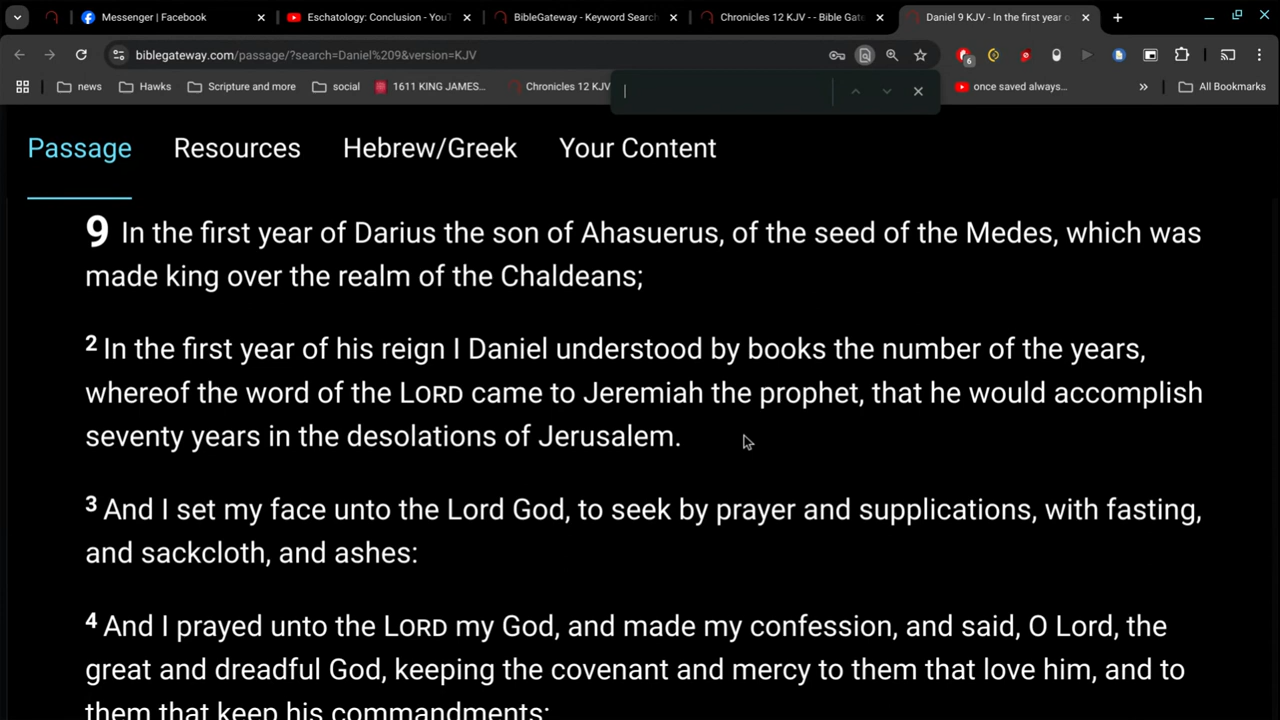 Messenger | Facebook
Eschatology: Conclusion - YouT
BibleGateway - Keyword Search
Chronicles 12 KJV - - Bible Gat
Daniel 9 KJV - In the first year o
biblegateway.com/passage/?search=Daniel%209&version=KJV
6
news
Hawks
Scripture and more
social
1611 KING JAMES...
Chronicles 12 KJV
once saved always...
All Bookmarks
Passage
Resources
Hebrew/Greek
Your Content
9 In the first year of Darius the son of Ahasuerus, of the seed of the Medes, which was
made king over the realm of the Chaldeans;
2 In the first year of his reign I Daniel understood by books the number of the years,
whereof the word of the LORD came to Jeremiah the prophet, that he would accomplish
seventy years in the desolations of Jerusalem.
3 And I set my face unto the Lord God, to seek by prayer and supplications, with fasting,
and sackcloth, and ashes:
4 And I prayed unto the LORD my God, and made my confession, and said, O Lord, the
great and dreadful God, keeping the covenant and mercy to them that love him, and to
them that keep his commandments;